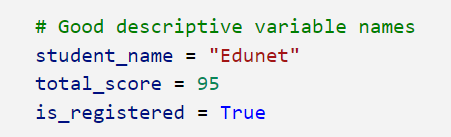 # Good descriptive variable names
student_name = "Edunet"
total_score = 95
is_registered = True